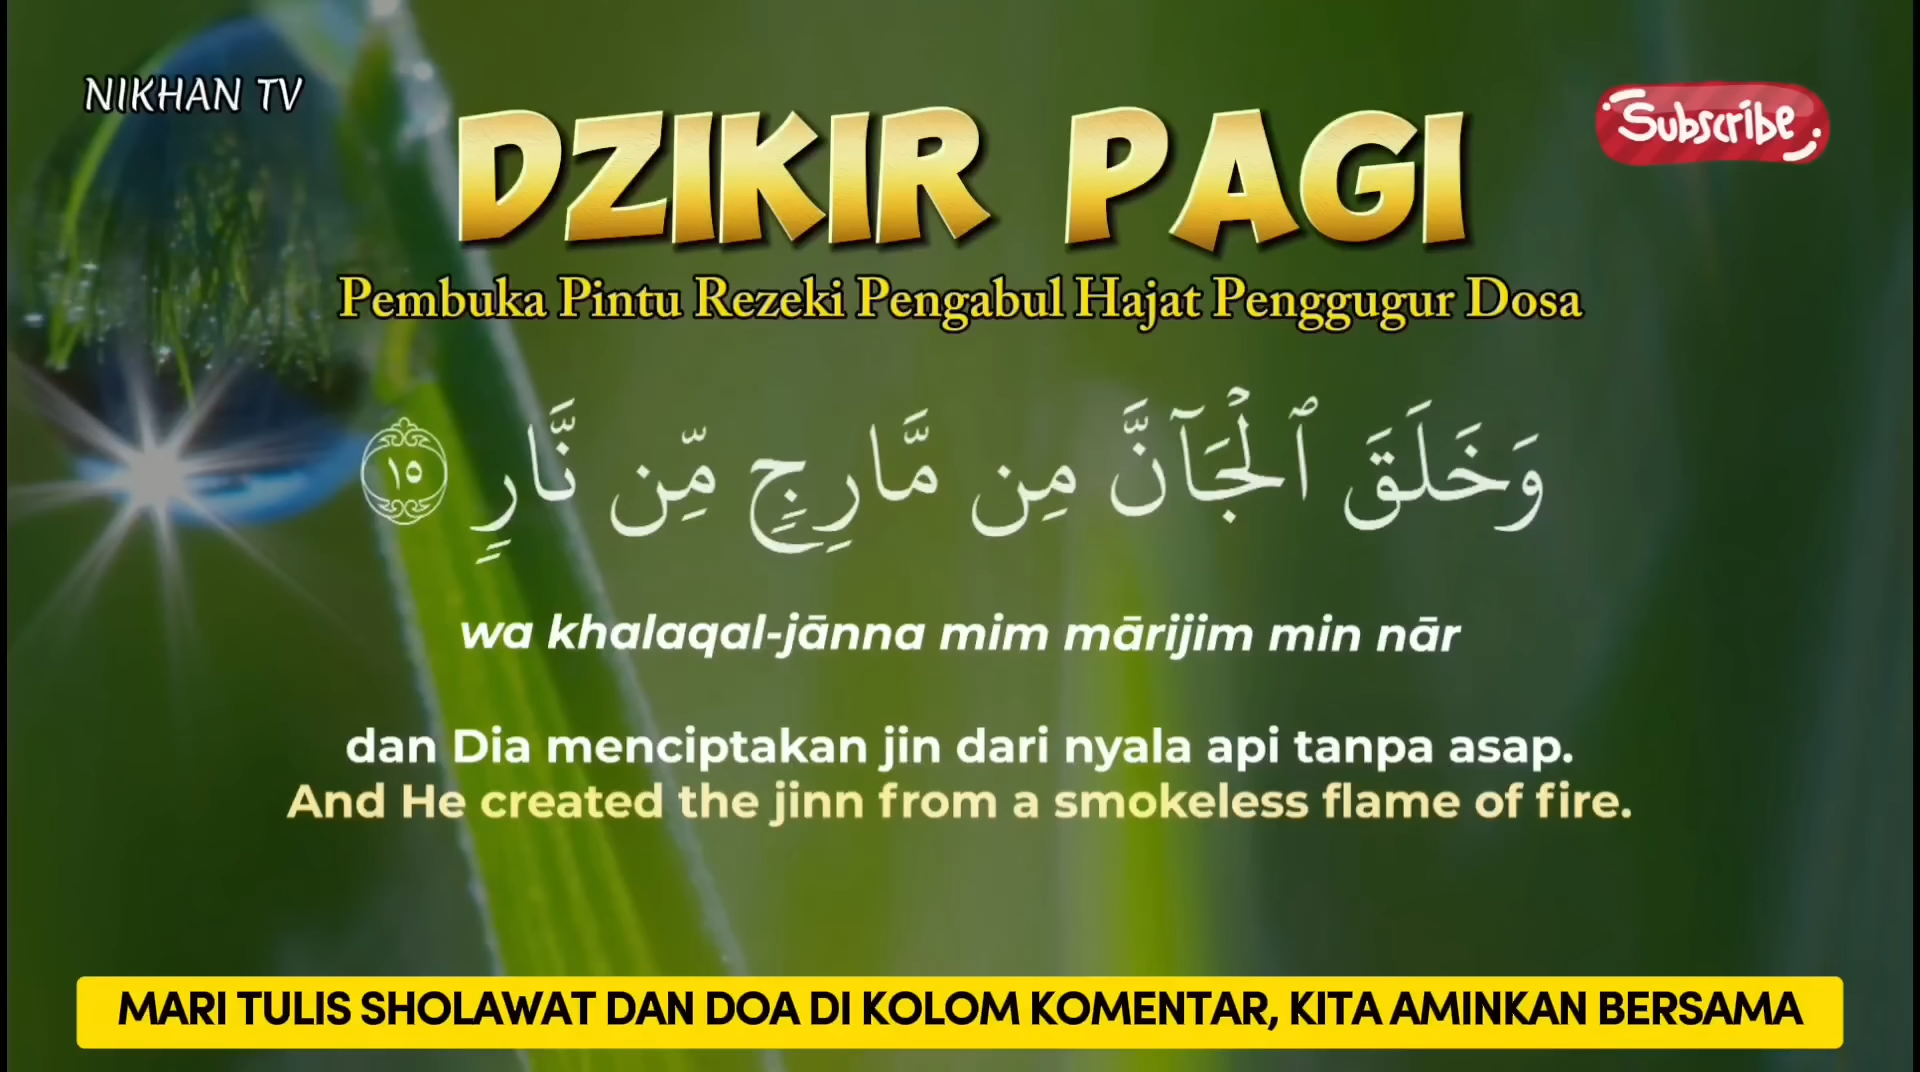 NIKHAN TV
Subscribe
DZIKIR PAGI
Pembuka Pintu Rezeki Pengabul Hajat Penggugur Dosa
وَخَلَقَ ٱلْجَآنَّ مِن مَّارِجٍ مِّن نَّارٍ ١٥
wa khalaqal-jānna mim mārijim min nār
dan Dia menciptakan jin dari nyala api tanpa asap.
And He created the jinn from a smokeless flame of fire.
MARI TULIS SHOLAWAT DAN DOA DI KOLOM KOMENTAR, KITA AMINKAN BERSAMA